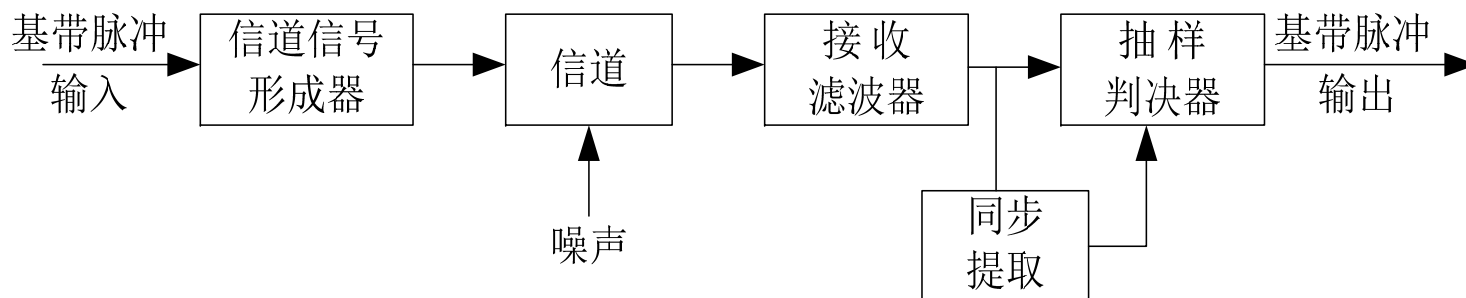 基带脉冲
输入
信道信号
形成器
信道
噪声
接收
滤波器
同步
提取
抽样
判决器
基带脉冲
输出